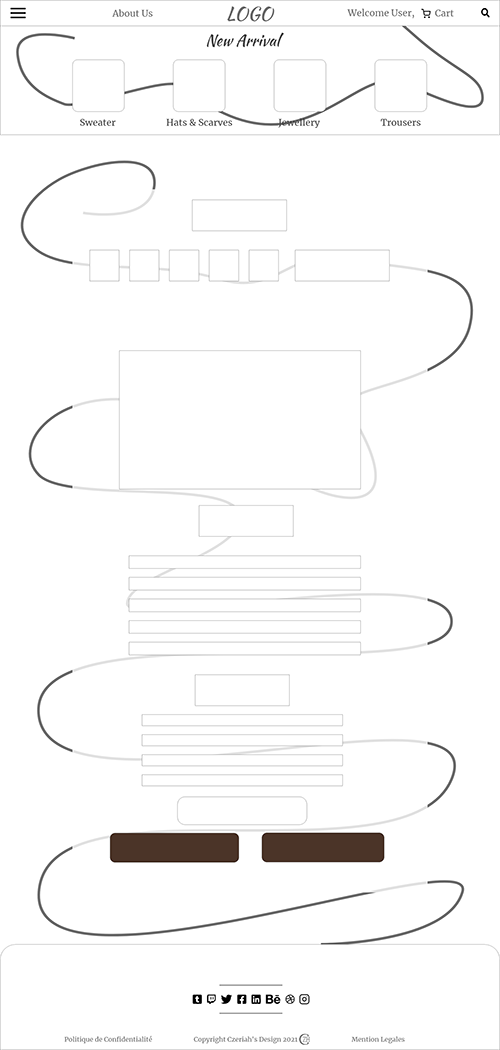 About Us
LOGO
Welcome User,
Cart
New Arrival
Sweater
Hats & Scarves
Jewellery
Trousers
Politique de Confidentialité
Copyright Czeriah's Design 2021
Mention Legales